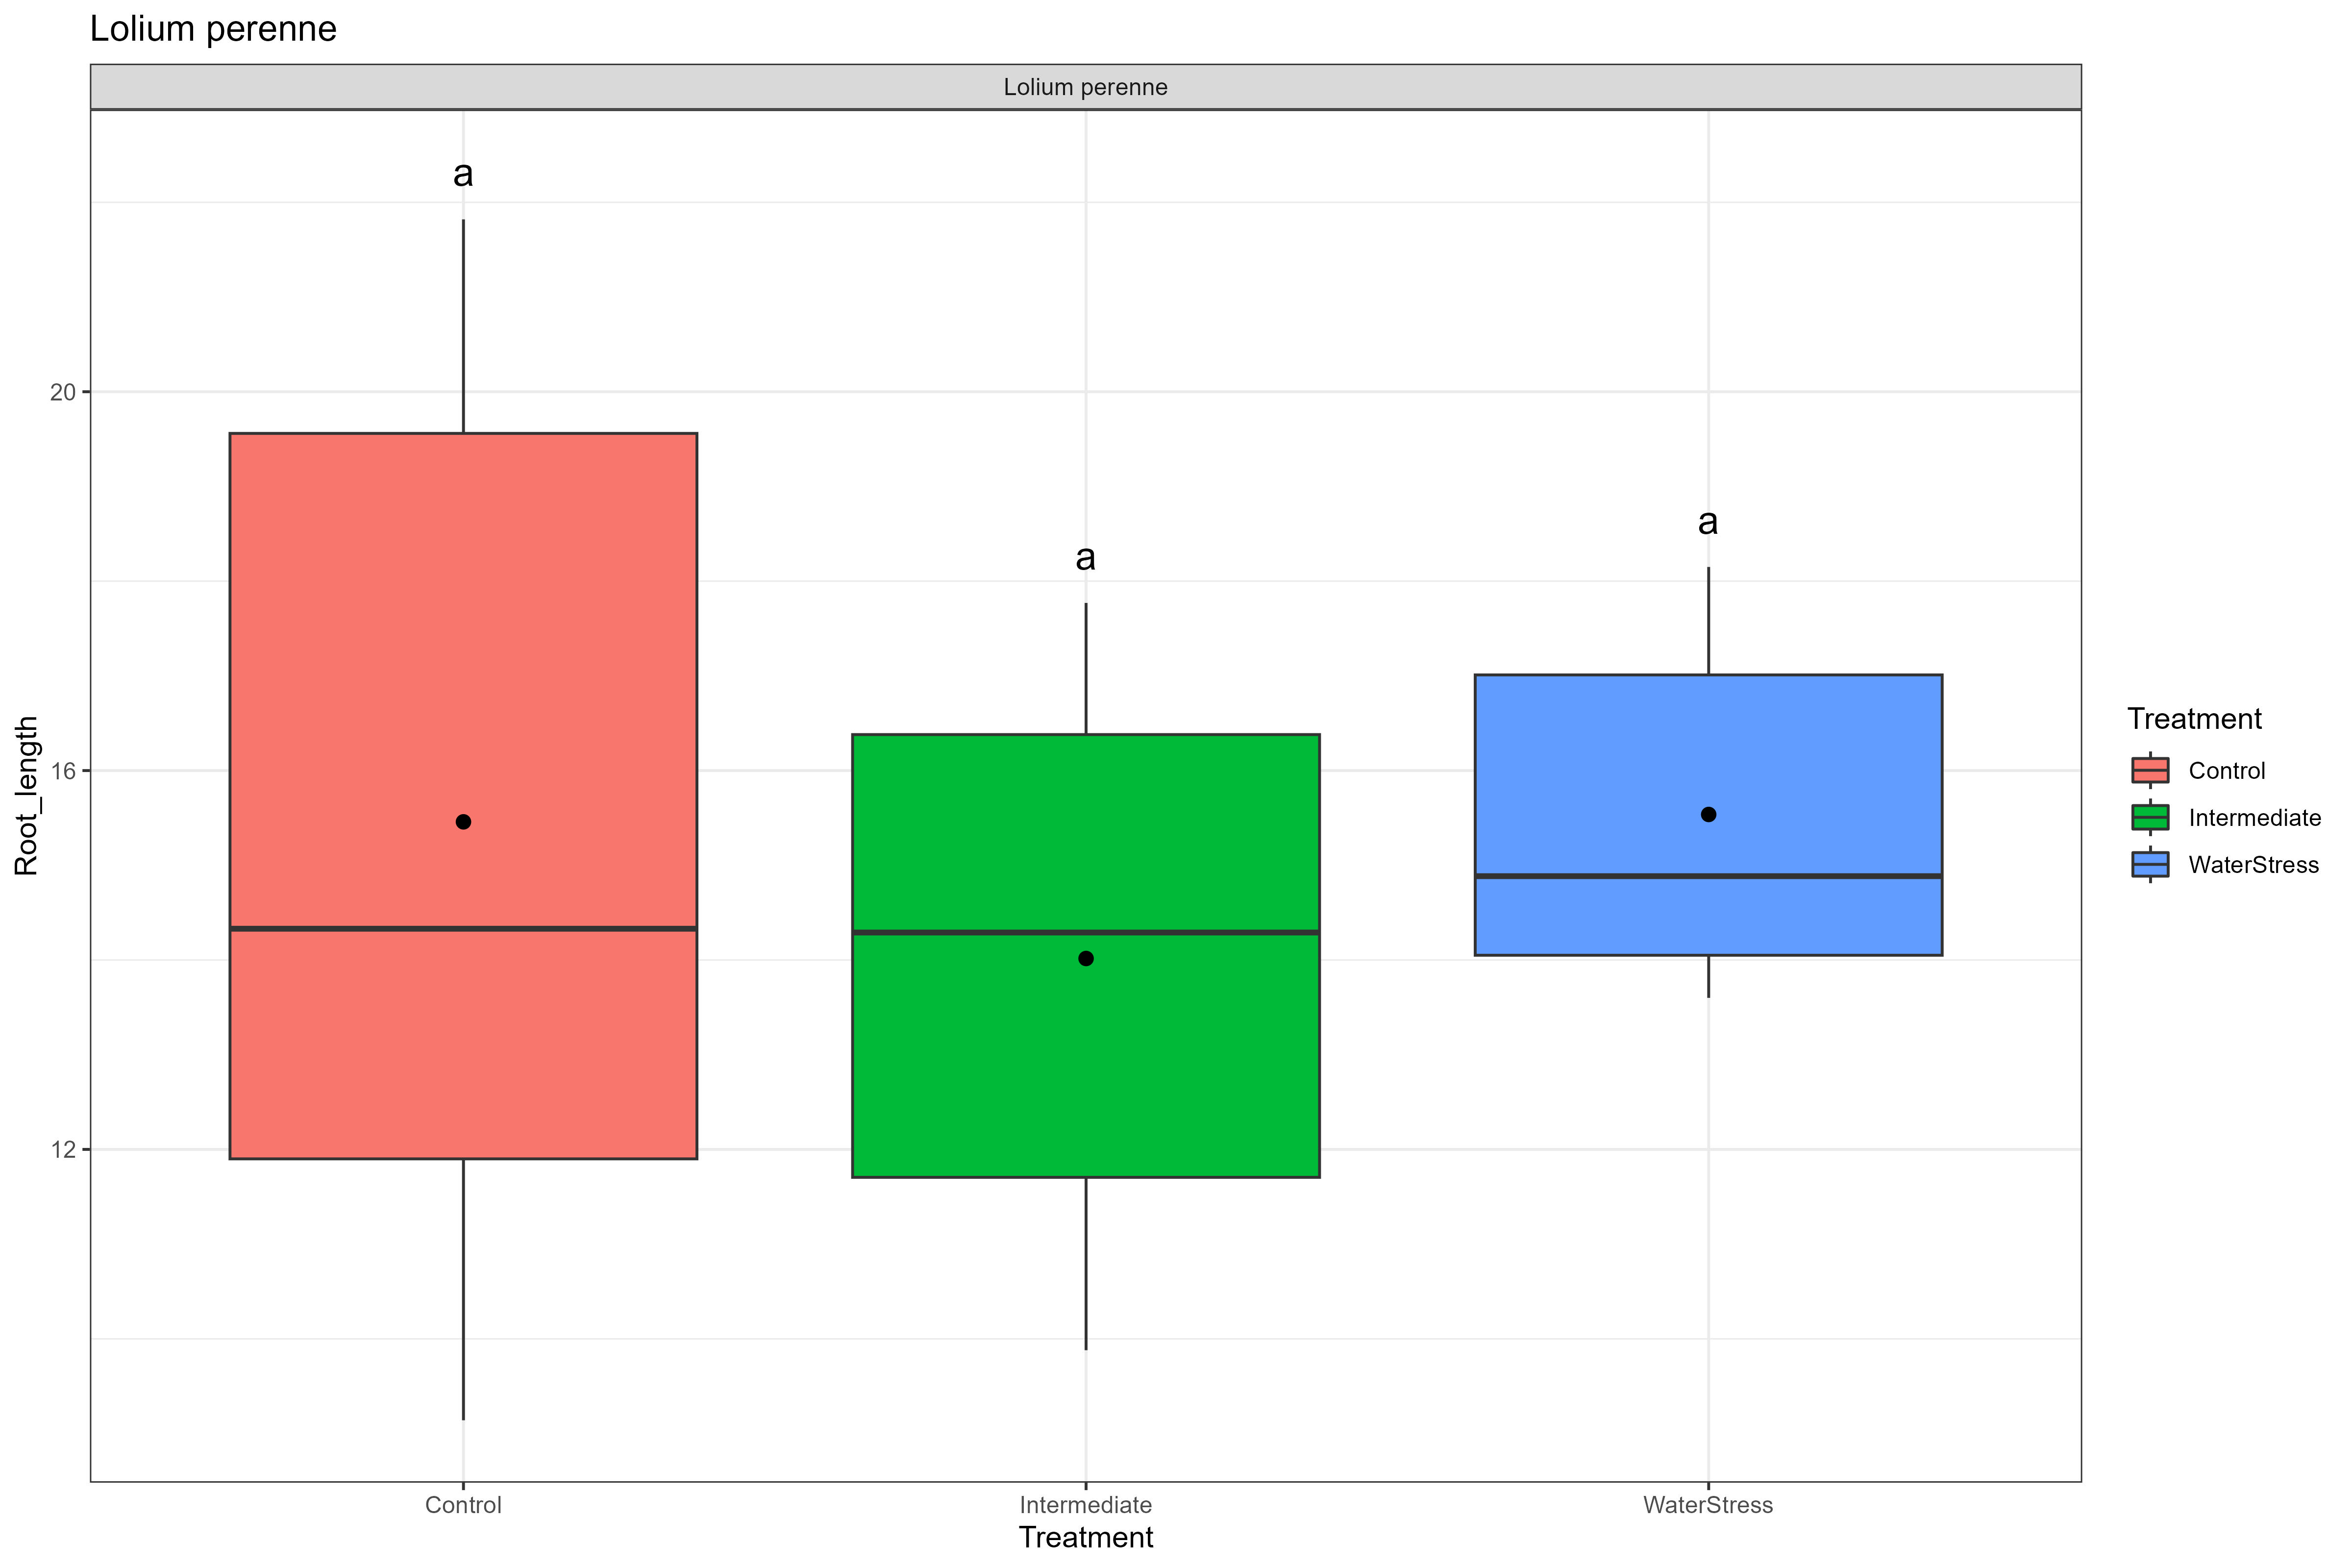 Lolium perenne
Lolium perenne
a
a
a
20
16
12
Root_length
Control
Intermediate
WaterStress
Treatment
Treatment
Control
Intermediate
WaterStress